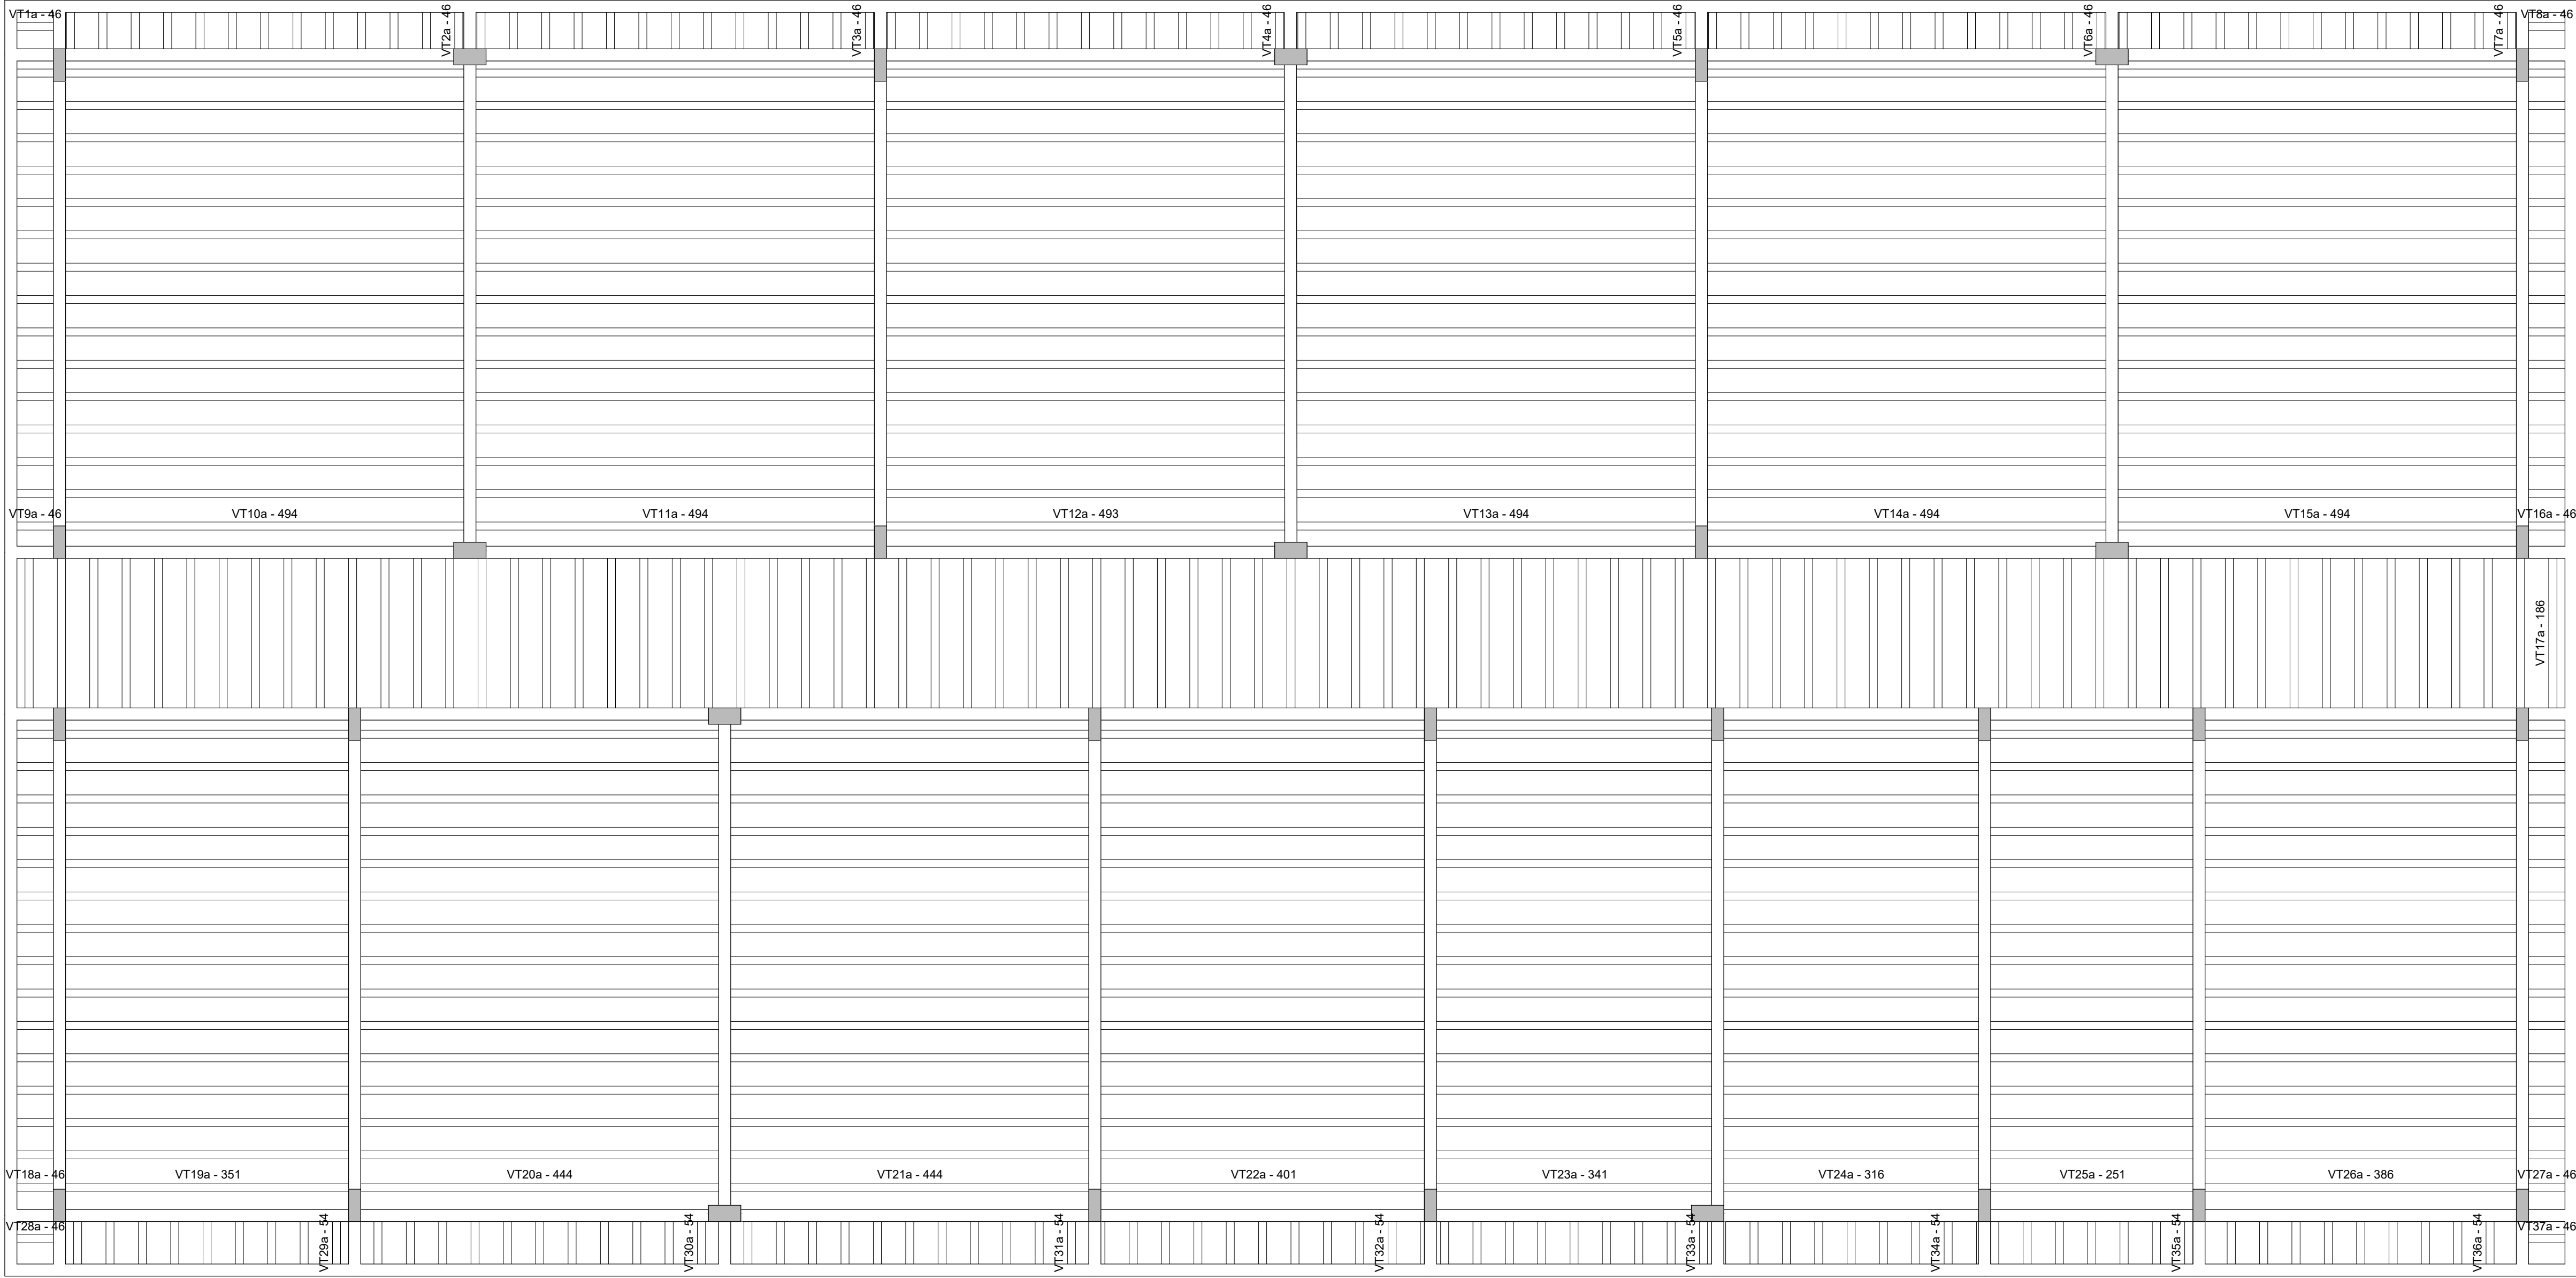 VT1a - 46
VT2a - 46
VT3a - 46
VT4a - 46
VT5a - 46
VT6a - 46
VT7a - 46
VT8a - 46
VT9a - 46
VT10a - 494
VT11a - 494
VT12a - 493
VT13a - 494
VT14a - 494
VT15a - 494
VT16a - 46
VT17a - 186
VT18a - 46
VT19a - 351
VT20a - 444
VT21a - 444
VT22a - 401
VT23a - 341
VT24a - 316
VT25a - 251
VT26a - 386
VT27a - 46
VT28a - 46
VT29a - 54
VT30a - 54
VT31a - 54
VT32a - 54
VT33a - 54
VT34a - 54
VT35a - 54
VT36a - 54
VT37a - 46